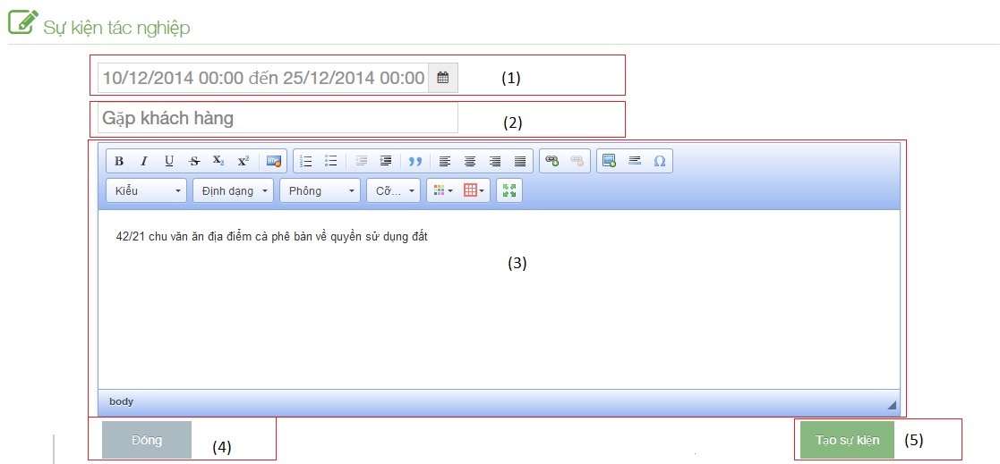 Sự kiện tác nghiệp
10/12/2014 00:00 đến 25/12/2014 00:00 (1)
Gặp khách hàng (2)
B I U S X₂ X²
Kiểu Định dạng Phông Cỡ...
42/21 chu văn ăn địa điểm cà phê bàn về quyền sử dụng đất
(3)
body
Đóng (4) Tạo sự kiện (5)